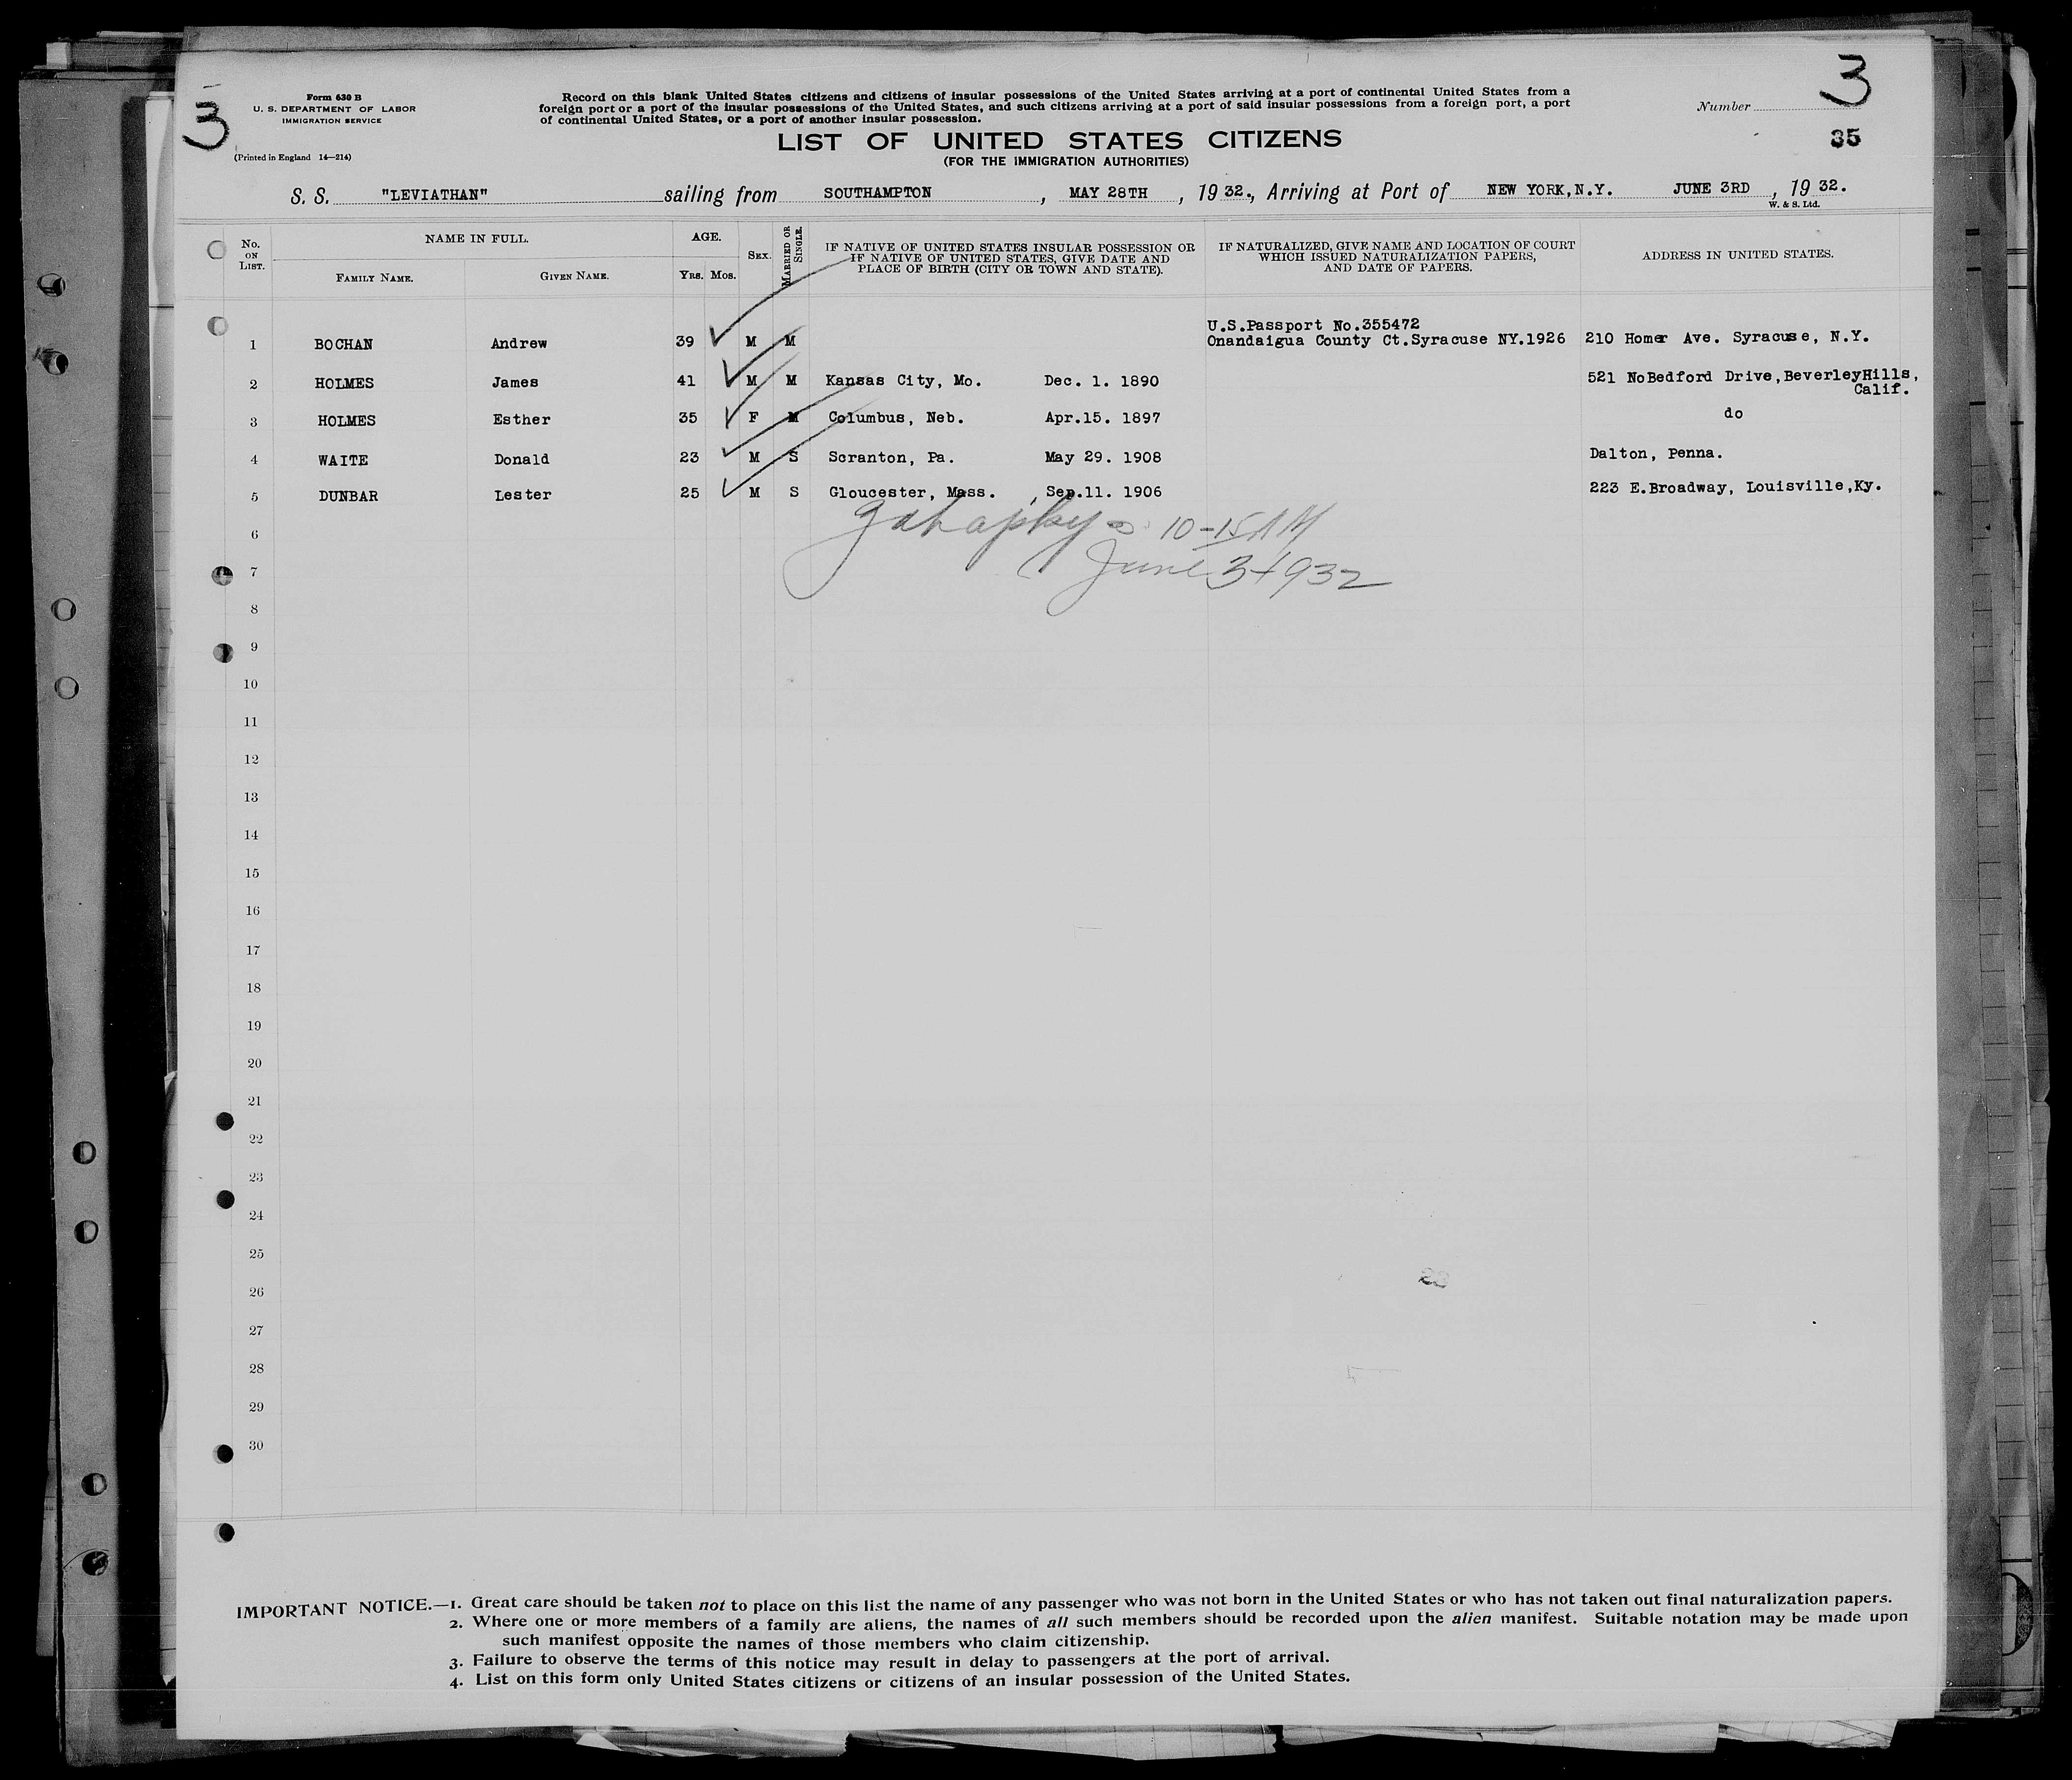 3
3
Form 630 B
U. S. DEPARTMENT OF LABOR
IMMIGRATION SERVICE
(Printed in England 14—214)
Record on this blank United States citizens and citizens of insular possessions of the United States arriving at a port of continental United States from a
foreign port or a port of the insular possessions of the United States, and such citizens arriving at a port of said insular possessions from a foreign port, a port
of continental United States, or a port of another insular possession.
Number
LIST OF UNITED STATES CITIZENS
(FOR THE IMMIGRATION AUTHORITIES)
35
S. S. "LEVIATHAN" sailing from SOUTHAMPTON, MAY 28TH, 19 32., Arriving at Port of NEW YORK,N.Y. JUNE 3RD, 19 32.
W. & S. Ltd.
No. ON LIST.
NAME IN FULL.
FAMILY NAME. GIVEN NAME.
AGE.
YRS. MOS.
SEX.
MARRIED OR SINGLE.
IF NATIVE OF UNITED STATES INSULAR POSSESSION OR
IF NATIVE OF UNITED STATES, GIVE DATE AND
PLACE OF BIRTH (CITY OR TOWN AND STATE).
IF NATURALIZED, GIVE NAME AND LOCATION OF COURT
WHICH ISSUED NATURALIZATION PAPERS,
AND DATE OF PAPERS.
ADDRESS IN UNITED STATES.
U.S.Passport No.355472
1 BOCHAN Andrew 39 M M Onandaigua County Ct.Syracuse NY.1926 210 Homer Ave. Syracuse, N.Y.
2 HOLMES James 41 M M Kansas City, Mo. Dec. 1. 1890 521 NoBedford Drive,BeverleyHills,
Calif.
3 HOLMES Esther 35 F M Columbus, Neb. Apr.15. 1897 do
4 WAITE Donald 23 M S Scranton, Pa. May 29. 1908 Dalton, Penna.
5 DUNBAR Lester 25 M S Gloucester, Mass. Sep.11. 1906 223 E.Broadway, Louisville,Ky.
6 10-15 AM
7 June 3 1932
8
9
10
11
12
13
14
15
16
17
18
19
20
21
22
23
24
25
26
27
28
29
30
IMPORTANT NOTICE.—1. Great care should be taken not to place on this list the name of any passenger who was not born in the United States or who has not taken out final naturalization papers.
2. Where one or more members of a family are aliens, the names of all such members should be recorded upon the alien manifest. Suitable notation may be made upon
such manifest opposite the names of those members who claim citizenship.
3. Failure to observe the terms of this notice may result in delay to passengers at the port of arrival.
4. List on this form only United States citizens or citizens of an insular possession of the United States.